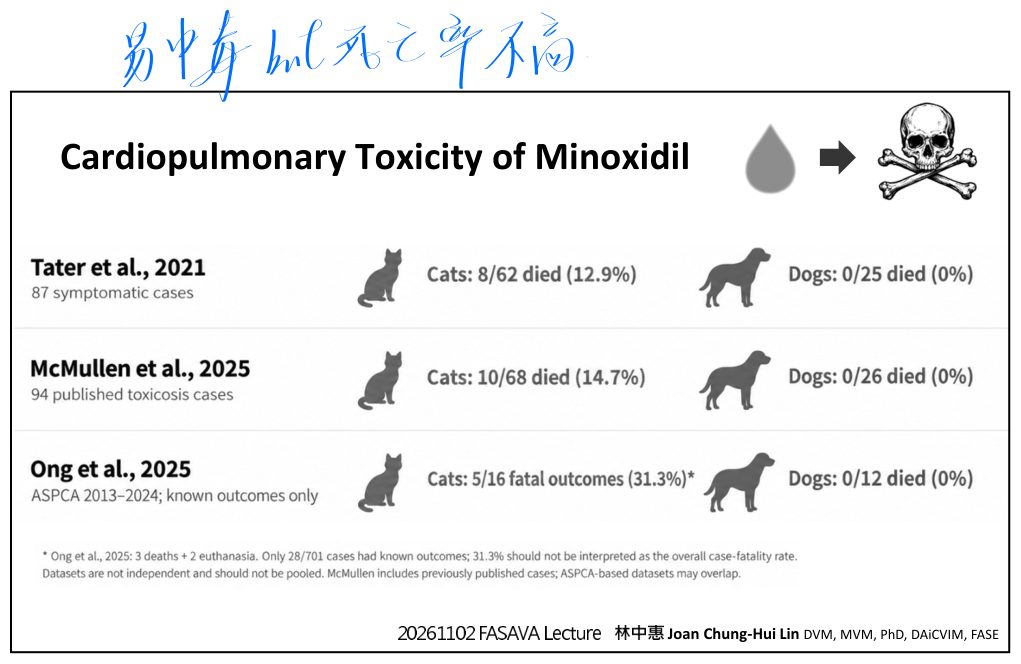 易中毒 but 死亡率不高
Cardiopulmonary Toxicity of Minoxidil
Tater et al., 2021
87 symptomatic cases
Cats: 8/62 died (12.9%)
Dogs: 0/25 died (0%)
McMullen et al., 2025
94 published toxicosis cases
Cats: 10/68 died (14.7%)
Dogs: 0/26 died (0%)
Ong et al., 2025
ASPCA 2013–2024; known outcomes only
Cats: 5/16 fatal outcomes (31.3%)*
Dogs: 0/12 died (0%)
* Ong et al., 2025: 3 deaths + 2 euthanasia. Only 28/701 cases had known outcomes; 31.3% should not be interpreted as the overall case-fatality rate.
Datasets are not independent and should not be pooled. McMullen includes previously published cases; ASPCA-based datasets may overlap.
20261102 FASAVA Lecture 林中惠 Joan Chung-Hui Lin DVM, MVM, PhD, DAiCVIM, FASE